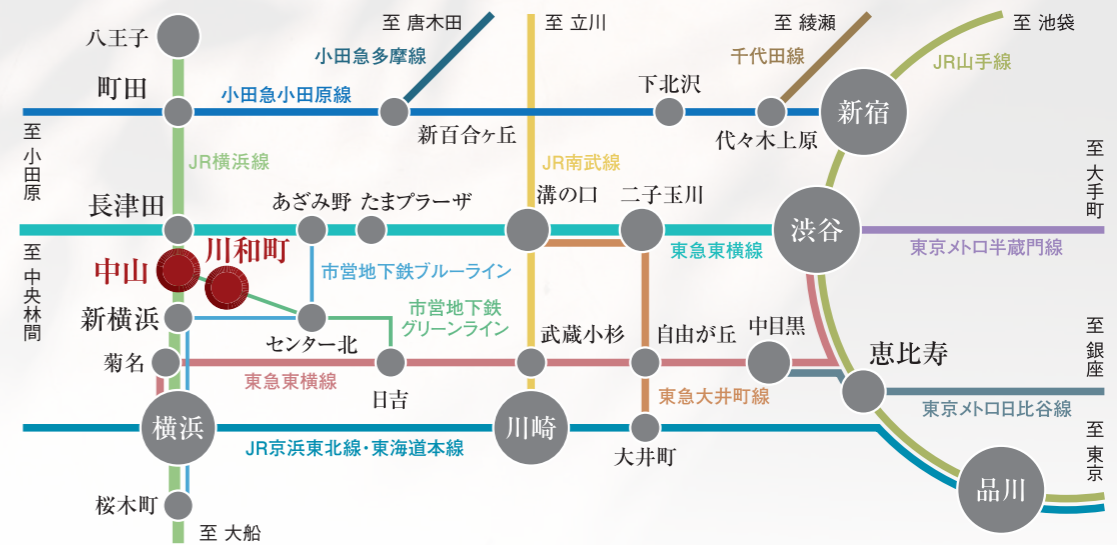 至 唐木田
至 立川
至 綾瀬
至 池袋
八王子
小田急多摩線
千代田線
JR山手線
町田
小田急小田原線
下北沢
新宿
新百合ヶ丘
代々木上原
至 小田原
JR横浜線
JR南武線
至 大手町
長津田
あざみ野
たまプラーザ
溝の口
二子玉川
渋谷
東急東横線
東京メトロ半蔵門線
至 中央林間
中山
川和町
市営地下鉄ブルーライン
市営地下鉄
グリーンライン
新横浜
センター北
武蔵小杉
自由が丘
中目黒
至 銀座
菊名
東急東横線
日吉
恵比寿
東急大井町線
東京メトロ日比谷線
横浜
JR京浜東北線・東海道本線
川崎
大井町
至 東京
品川
桜木町
至 大船